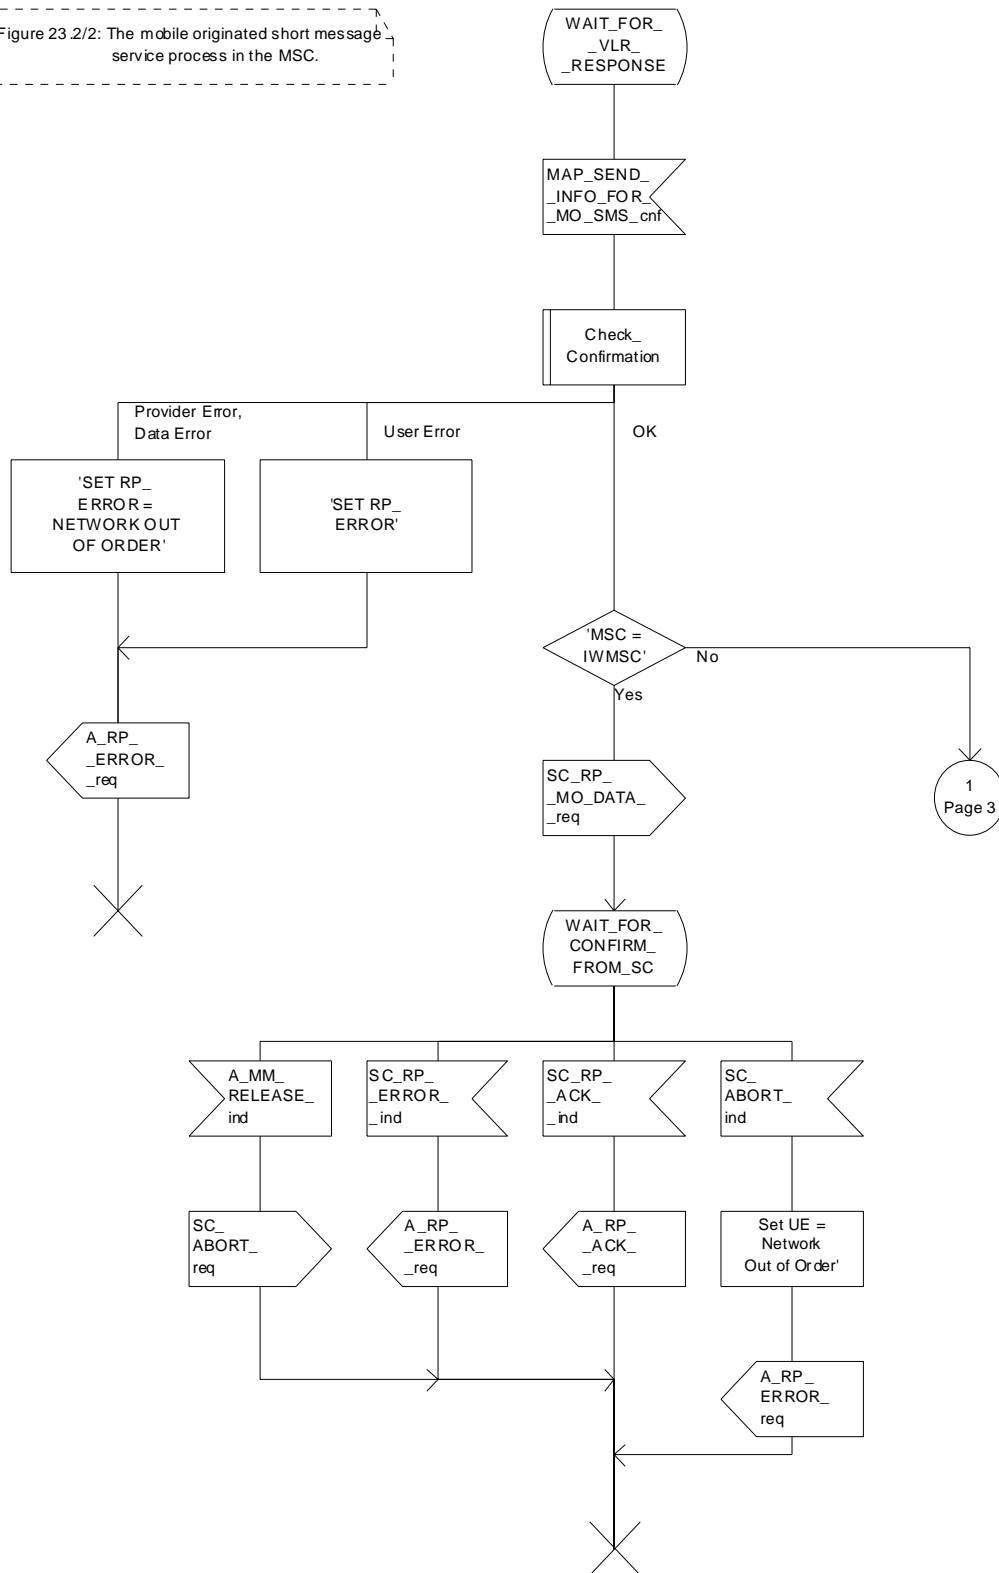 Figure 23.2/2: The mobile originated short message
service process in the MSC.
WAIT_FOR_
_VLR_
_RESPONSE
MAP_SEND_
_INFO_FOR_
_MO_SMS_cnf
Check_
Confirmation
Provider Error,
Data Error
User Error
OK
'SET RP_
ERROR =
NETWORK OUT
OF ORDER'
'SET RP_
ERROR'
'MSC =
IWMSC'
No
Yes
A_RP_
_ERROR_
_req
SC_RP_
_MO_DATA_
_req
1
Page 3
WAIT_FOR_
CONFIRM_
FROM_SC
A_MM_
RELEASE_
ind
SC_RP_
_ERROR_
_ind
SC_RP_
_ACK_
_ind
SC_
ABORT_
ind
SC_
ABORT_
req
A_RP_
_ERROR_
_req
A_RP_
_ACK_
_req
Set UE =
Network
Out of Order'
A_RP_
ERROR_
req